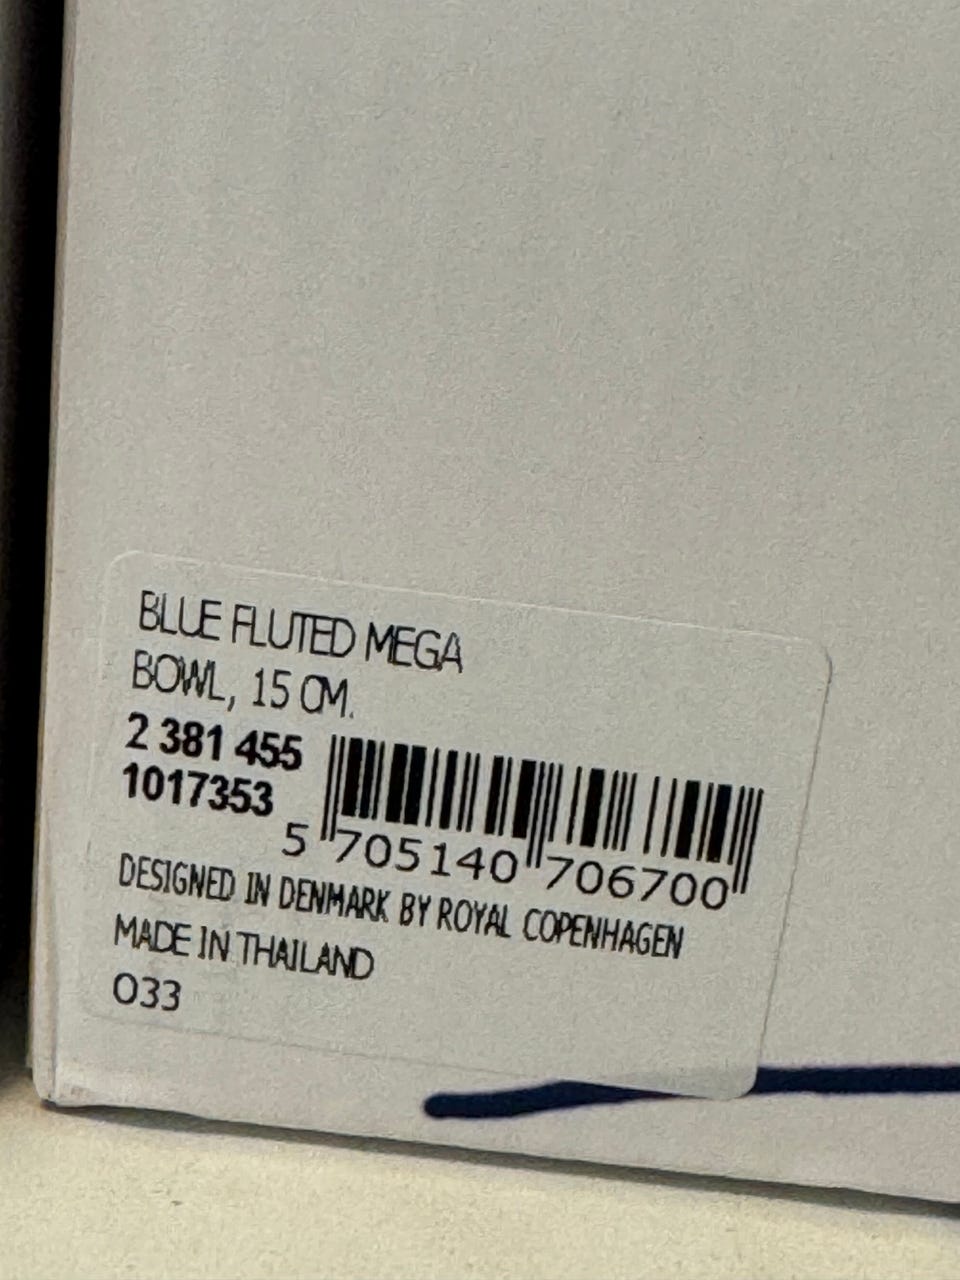 BLUE FLUTED MEGA
BOWL, 15 CM.
2 381 455
1017353
5 705140 706700
DESIGNED IN DENMARK BY ROYAL COPENHAGEN
MADE IN THAILAND
O33